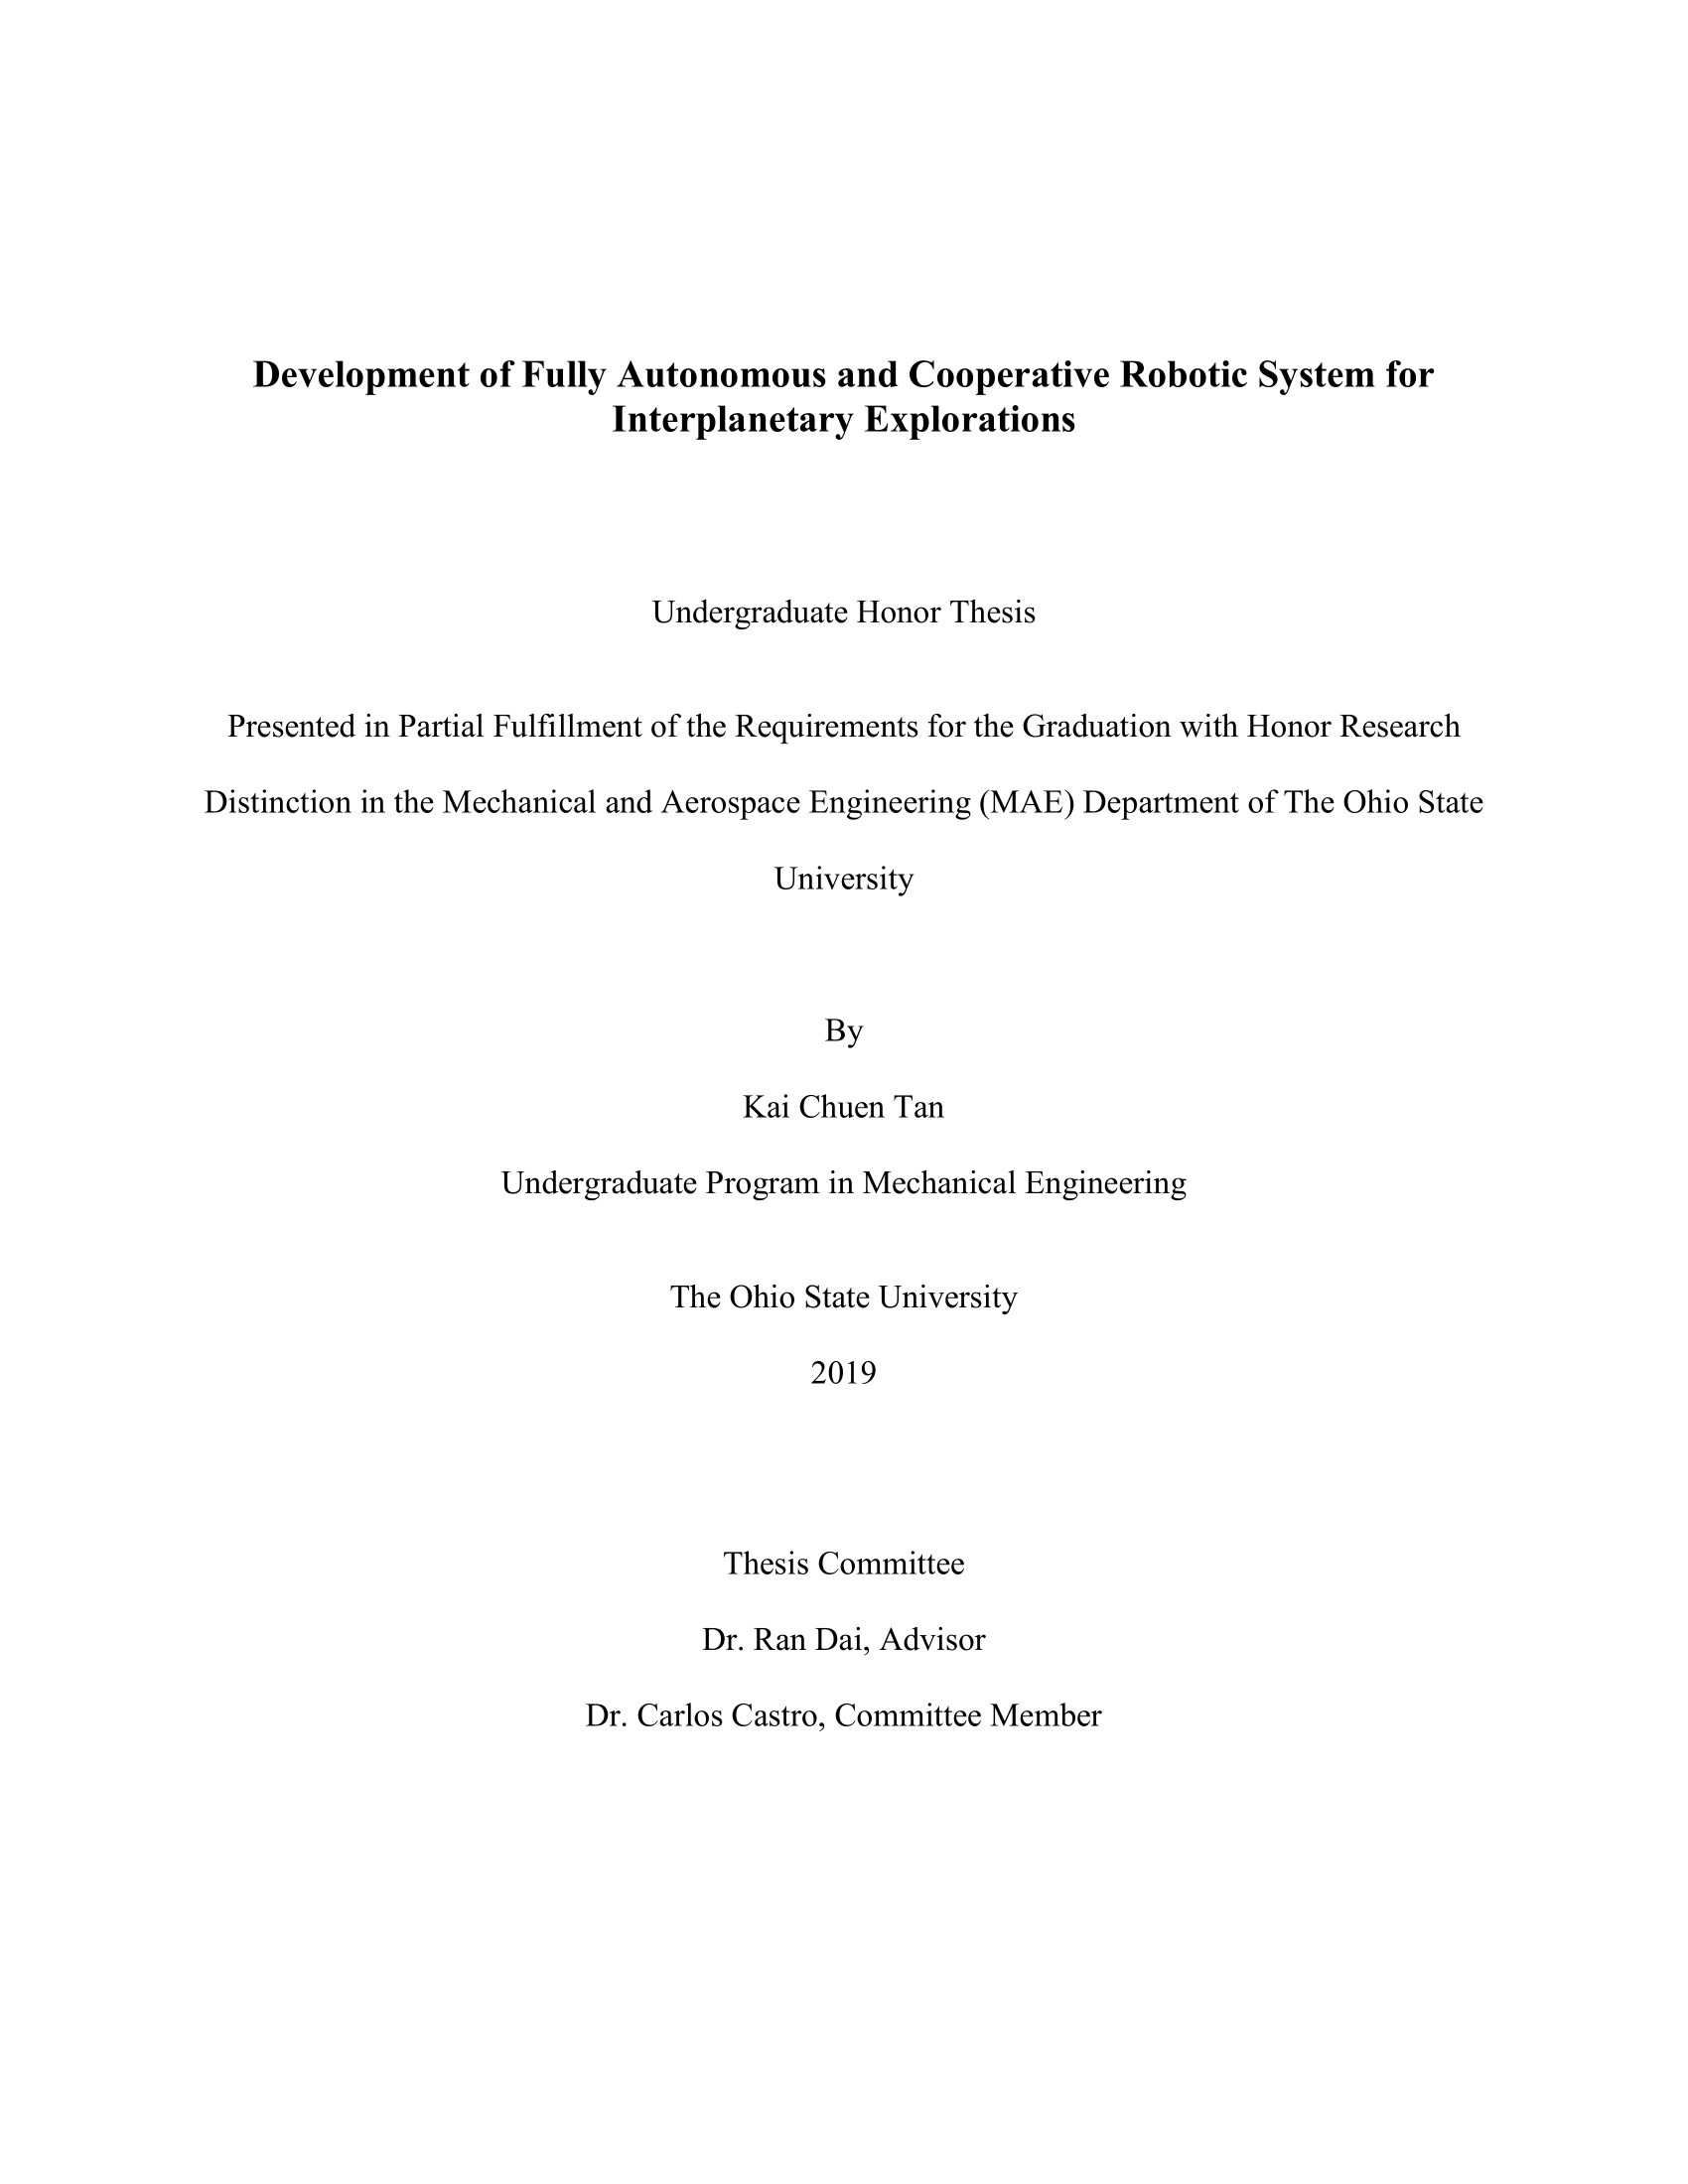 Development of Fully Autonomous and Cooperative Robotic System for
Interplanetary Explorations
Undergraduate Honor Thesis
Presented in Partial Fulfillment of the Requirements for the Graduation with Honor Research
Distinction in the Mechanical and Aerospace Engineering (MAE) Department of The Ohio State
University
By
Kai Chuen Tan
Undergraduate Program in Mechanical Engineering
The Ohio State University
2019
Thesis Committee
Dr. Ran Dai, Advisor
Dr. Carlos Castro, Committee Member